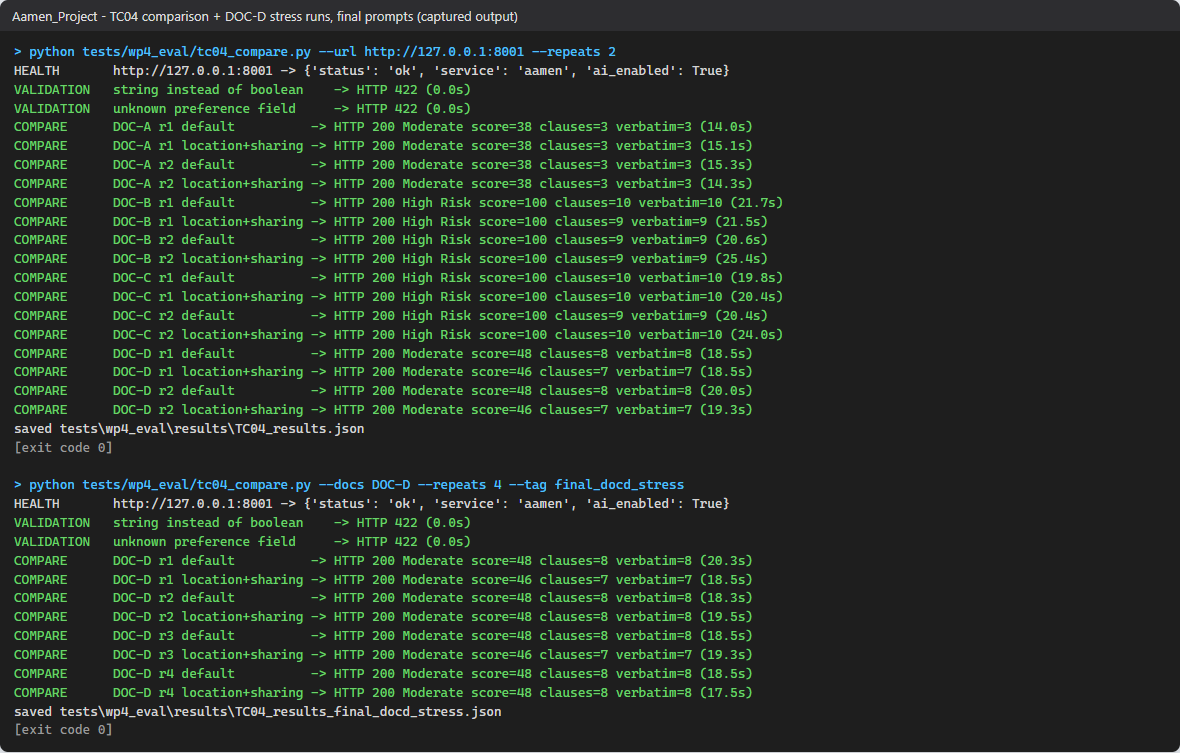 Aamen_Project - TC04 comparison + DOC-D stress runs, final prompts (captured output)
> python tests/wp4_eval/tc04_compare.py --url http://127.0.0.1:8001 --repeats 2
HEALTH http://127.0.0.1:8001 -> {'status': 'ok', 'service': 'aamen', 'ai_enabled': True}
VALIDATION string instead of boolean -> HTTP 422 (0.0s)
VALIDATION unknown preference field -> HTTP 422 (0.0s)
COMPARE DOC-A r1 default -> HTTP 200 Moderate score=38 clauses=3 verbatim=3 (14.0s)
COMPARE DOC-A r1 location+sharing -> HTTP 200 Moderate score=38 clauses=3 verbatim=3 (15.1s)
COMPARE DOC-A r2 default -> HTTP 200 Moderate score=38 clauses=3 verbatim=3 (15.3s)
COMPARE DOC-A r2 location+sharing -> HTTP 200 Moderate score=38 clauses=3 verbatim=3 (14.3s)
COMPARE DOC-B r1 default -> HTTP 200 High Risk score=100 clauses=10 verbatim=10 (21.7s)
COMPARE DOC-B r1 location+sharing -> HTTP 200 High Risk score=100 clauses=9 verbatim=9 (21.5s)
COMPARE DOC-B r2 default -> HTTP 200 High Risk score=100 clauses=9 verbatim=9 (20.6s)
COMPARE DOC-B r2 location+sharing -> HTTP 200 High Risk score=100 clauses=9 verbatim=9 (25.4s)
COMPARE DOC-C r1 default -> HTTP 200 High Risk score=100 clauses=10 verbatim=10 (19.8s)
COMPARE DOC-C r1 location+sharing -> HTTP 200 High Risk score=100 clauses=10 verbatim=10 (20.4s)
COMPARE DOC-C r2 default -> HTTP 200 High Risk score=100 clauses=9 verbatim=9 (20.4s)
COMPARE DOC-C r2 location+sharing -> HTTP 200 High Risk score=100 clauses=10 verbatim=10 (24.0s)
COMPARE DOC-D r1 default -> HTTP 200 Moderate score=48 clauses=8 verbatim=8 (18.5s)
COMPARE DOC-D r1 location+sharing -> HTTP 200 Moderate score=46 clauses=7 verbatim=7 (18.5s)
COMPARE DOC-D r2 default -> HTTP 200 Moderate score=48 clauses=8 verbatim=8 (20.0s)
COMPARE DOC-D r2 location+sharing -> HTTP 200 Moderate score=46 clauses=7 verbatim=7 (19.3s)
saved tests\wp4_eval\results\TC04_results.json
[exit code 0]
> python tests/wp4_eval/tc04_compare.py --docs DOC-D --repeats 4 --tag final_docd_stress
HEALTH http://127.0.0.1:8001 -> {'status': 'ok', 'service': 'aamen', 'ai_enabled': True}
VALIDATION string instead of boolean -> HTTP 422 (0.0s)
VALIDATION unknown preference field -> HTTP 422 (0.0s)
COMPARE DOC-D r1 default -> HTTP 200 Moderate score=48 clauses=8 verbatim=8 (20.3s)
COMPARE DOC-D r1 location+sharing -> HTTP 200 Moderate score=46 clauses=7 verbatim=7 (18.5s)
COMPARE DOC-D r2 default -> HTTP 200 Moderate score=48 clauses=8 verbatim=8 (18.3s)
COMPARE DOC-D r2 location+sharing -> HTTP 200 Moderate score=48 clauses=8 verbatim=8 (19.5s)
COMPARE DOC-D r3 default -> HTTP 200 Moderate score=48 clauses=8 verbatim=8 (18.5s)
COMPARE DOC-D r3 location+sharing -> HTTP 200 Moderate score=46 clauses=7 verbatim=7 (19.3s)
COMPARE DOC-D r4 default -> HTTP 200 Moderate score=48 clauses=8 verbatim=8 (18.5s)
COMPARE DOC-D r4 location+sharing -> HTTP 200 Moderate score=48 clauses=8 verbatim=8 (17.5s)
saved tests\wp4_eval\results\TC04_results_final_docd_stress.json
[exit code 0]